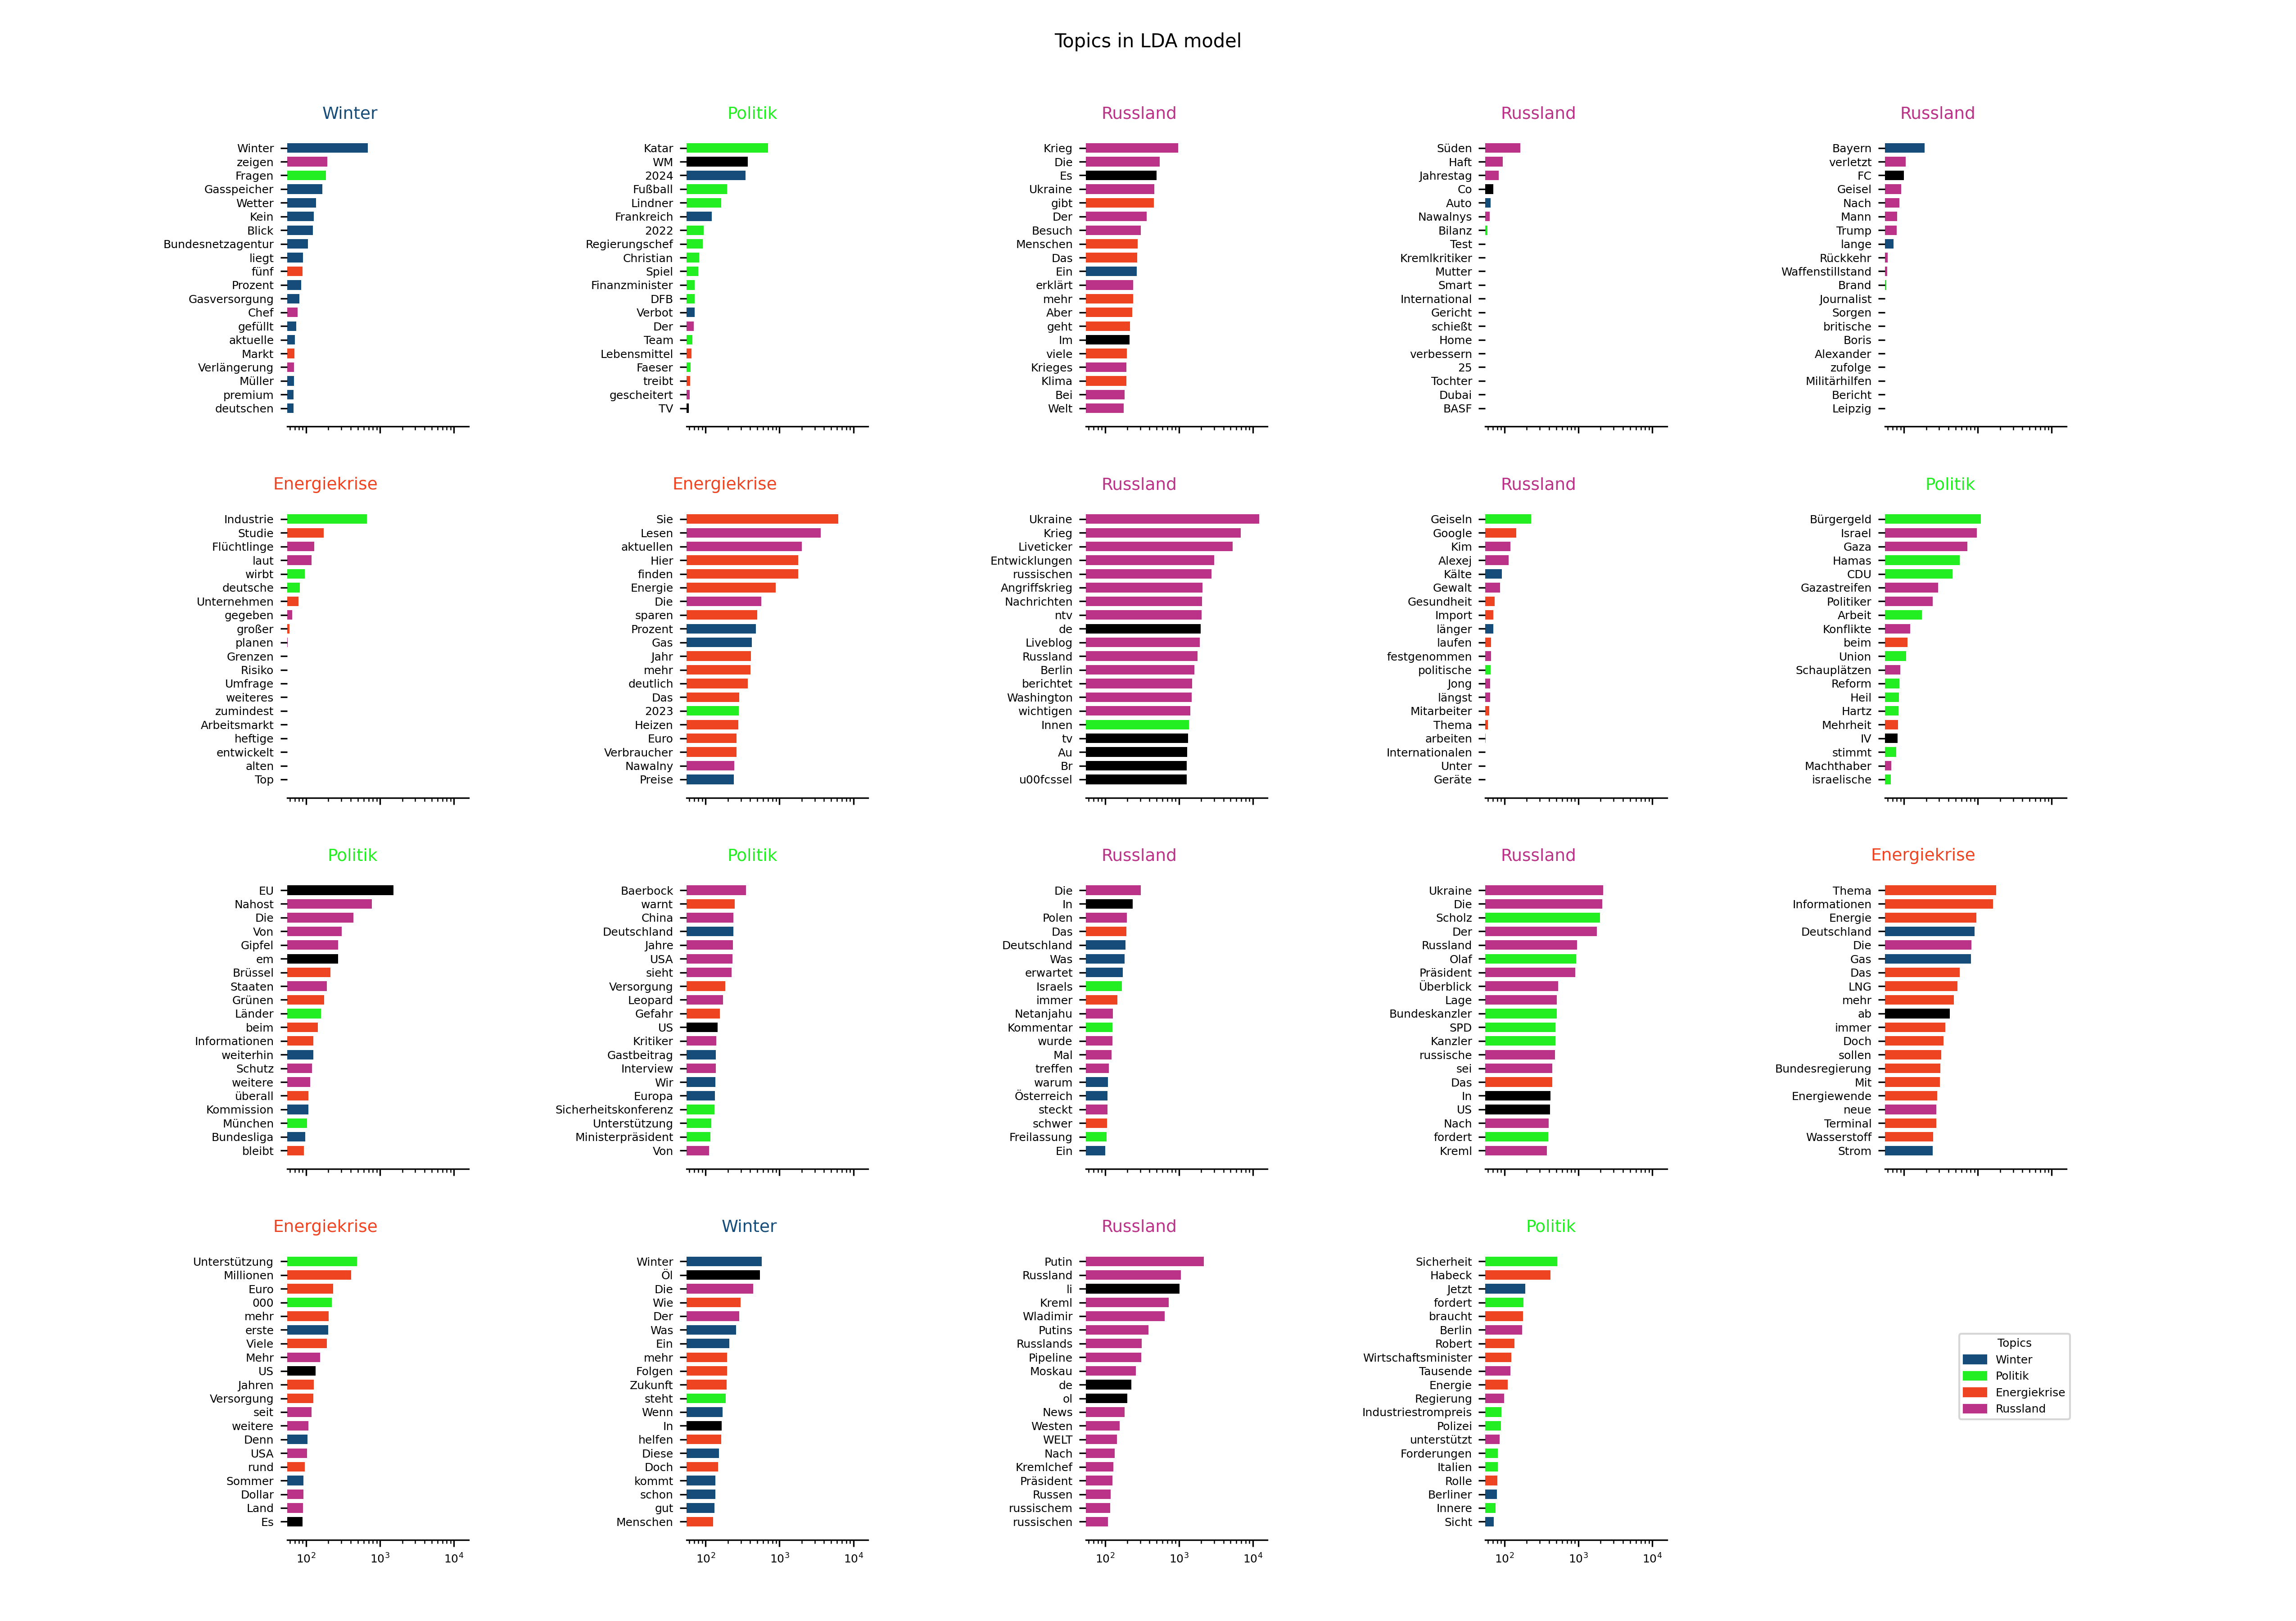 Topics in LDA model
Winter
Winter
zeigen
Fragen
Gasspeicher
Wetter
Kein
Blick
Bundesnetzagentur
liegt
fünf
Prozent
Gasversorgung
Chef
gefüllt
aktuelle
Markt
Verlängerung
Müller
premium
deutschen
Politik
Katar
WM
2024
Fußball
Lindner
Frankreich
2022
Regierungschef
Christian
Spiel
Finanzminister
DFB
Verbot
Der
Team
Lebensmittel
Faeser
treibt
gescheitert
TV
Russland
Krieg
Die
Es
Ukraine
gibt
Der
Besuch
Menschen
Das
Ein
erklärt
mehr
Aber
geht
Im
viele
Krieges
Klima
Bei
Welt
Russland
Süden
Haft
Jahrestag
Co
Auto
Nawalnys
Bilanz
Test
Kremlkritiker
Mutter
Smart
International
Gericht
schießt
Home
verbessern
25
Tochter
Dubai
BASF
Russland
Bayern
verletzt
FC
Geisel
Nach
Mann
Trump
lange
Rückkehr
Waffenstillstand
Brand
Journalist
Sorgen
britische
Boris
Alexander
zufolge
Militärhilfen
Bericht
Leipzig
Energiekrise
Industrie
Studie
Flüchtlinge
laut
wirbt
deutsche
Unternehmen
gegeben
großer
planen
Grenzen
Risiko
Umfrage
weiteres
zumindest
Arbeitsmarkt
heftige
entwickelt
alten
Top
Energiekrise
Sie
Lesen
aktuellen
Hier
finden
Energie
Die
sparen
Prozent
Gas
Jahr
mehr
deutlich
Das
2023
Heizen
Euro
Verbraucher
Nawalny
Preise
Russland
Ukraine
Krieg
Liveticker
Entwicklungen
russischen
Angriffskrieg
Nachrichten
ntv
de
Liveblog
Russland
Berlin
berichtet
Washington
wichtigen
Innen
tv
Au
Br
u00fcssel
Russland
Geiseln
Google
Kim
Alexej
Kälte
Gewalt
Gesundheit
Import
länger
laufen
festgenommen
politische
Jong
längst
Mitarbeiter
Thema
arbeiten
Internationalen
Unter
Geräte
Politik
Bürgergeld
Israel
Gaza
Hamas
CDU
Gazastreifen
Politiker
Arbeit
Konflikte
beim
Union
Schauplätzen
Reform
Heil
Hartz
Mehrheit
IV
stimmt
Machthaber
israelische
Politik
EU
Nahost
Die
Von
Gipfel
em
Brüssel
Staaten
Grünen
Länder
beim
Informationen
weiterhin
Schutz
weitere
überall
Kommission
München
Bundesliga
bleibt
Politik
Baerbock
warnt
China
Deutschland
Jahre
USA
sieht
Versorgung
Leopard
Gefahr
US
Kritiker
Gastbeitrag
Interview
Wir
Europa
Sicherheitskonferenz
Unterstützung
Ministerpräsident
Von
Russland
Die
In
Polen
Das
Deutschland
Was
erwartet
Israels
immer
Netanjahu
Kommentar
wurde
Mal
treffen
warum
Österreich
steckt
schwer
Freilassung
Ein
Russland
Ukraine
Die
Scholz
Der
Russland
Olaf
Präsident
Überblick
Lage
Bundeskanzler
SPD
Kanzler
russische
sei
Das
In
US
Nach
fordert
Kreml
Energiekrise
Thema
Informationen
Energie
Deutschland
Die
Gas
Das
LNG
mehr
ab
immer
Doch
sollen
Bundesregierung
Mit
Energiewende
neue
Terminal
Wasserstoff
Strom
Energiekrise
Unterstützung
Millionen
Euro
000
mehr
erste
Viele
Mehr
US
Jahren
Versorgung
seit
weitere
Denn
USA
rund
Sommer
Dollar
Land
Es
10² 10³ 10⁴
Winter
Winter
Öl
Die
Wie
Der
Was
Ein
mehr
Folgen
Zukunft
steht
Wenn
In
helfen
Diese
Doch
kommt
schon
gut
Menschen
10² 10³ 10⁴
Russland
Putin
Russland
li
Kreml
Wladimir
Putins
Russlands
Pipeline
Moskau
de
ol
News
Westen
WELT
Nach
Kremlchef
Präsident
Russen
russischem
russischen
10² 10³ 10⁴
Politik
Sicherheit
Habeck
Jetzt
fordert
braucht
Berlin
Robert
Wirtschaftsminister
Tausende
Energie
Regierung
Industriestrompreis
Polizei
unterstützt
Forderungen
Italien
Rolle
Berliner
Innere
Sicht
10² 10³ 10⁴
Topics
Winter
Politik
Energiekrise
Russland